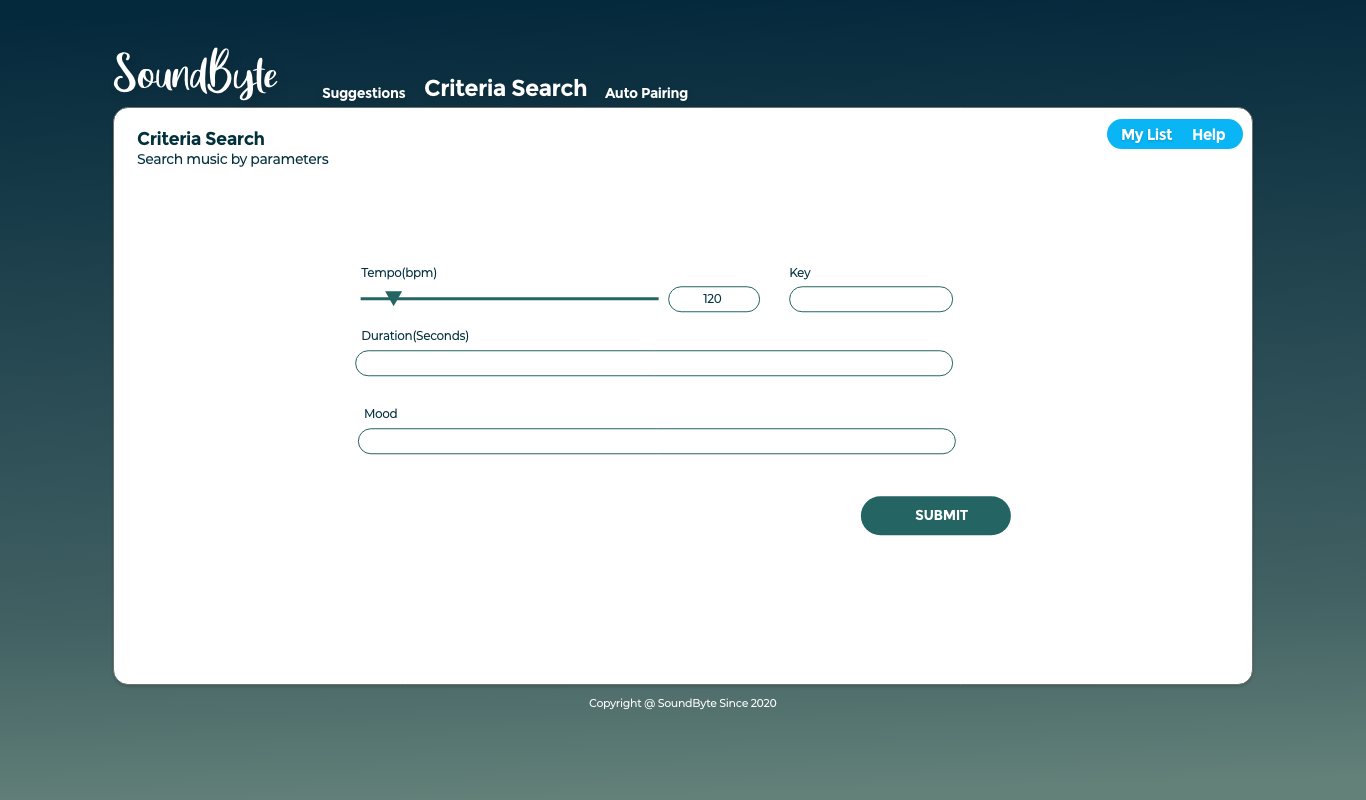 SoundByte
Suggestions Criteria Search Auto Pairing
Criteria Search
My List Help
Search music by parameters
Tempo(bpm) Key
120
Duration(Seconds)
Mood
SUBMIT
Copyright @ SoundByte Since 2020